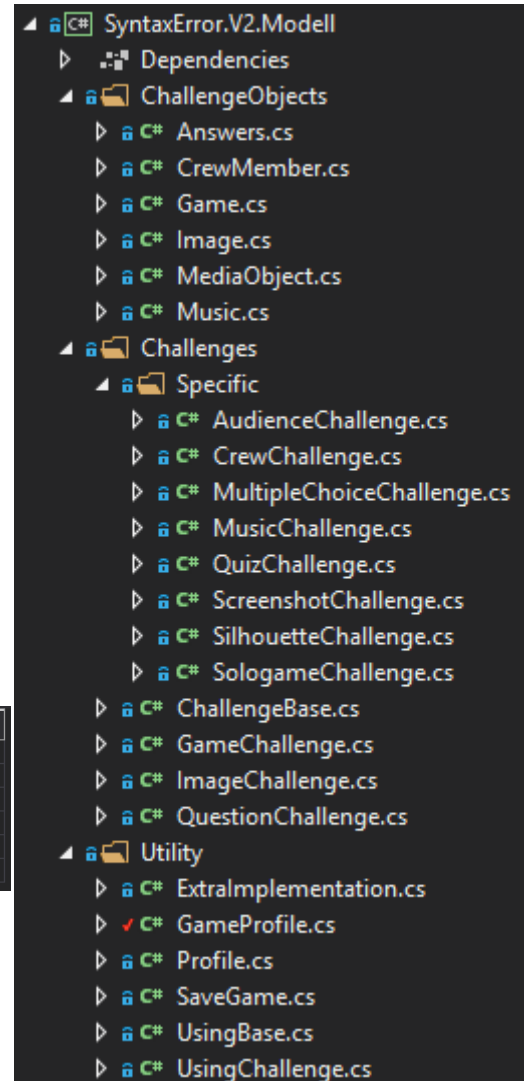 C# SyntaxError.V2.Modell
Dependencies
ChallengeObjects
C# Answers.cs
C# CrewMember.cs
C# Game.cs
C# Image.cs
C# MediaObject.cs
C# Music.cs
Challenges
Specific
C# AudienceChallenge.cs
C# CrewChallenge.cs
C# MultipleChoiceChallenge.cs
C# MusicChallenge.cs
C# QuizChallenge.cs
C# ScreenshotChallenge.cs
C# SilhouetteChallenge.cs
C# SologameChallenge.cs
C# ChallengeBase.cs
C# GameChallenge.cs
C# ImageChallenge.cs
C# QuestionChallenge.cs
Utility
C# ExtraImplementation.cs
C# GameProfile.cs
C# Profile.cs
C# SaveGame.cs
C# UsingBase.cs
C# UsingChallenge.cs